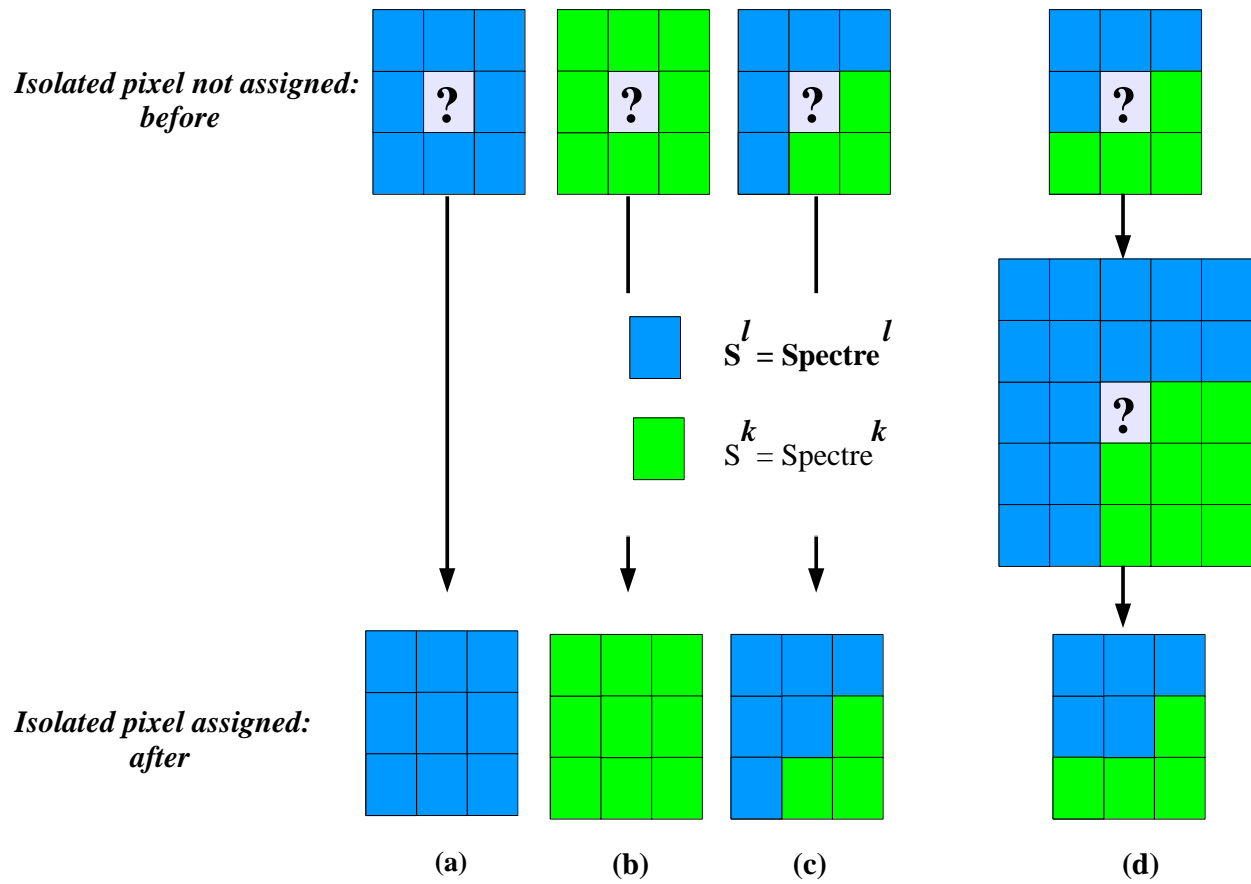 Isolated pixel not assigned:
before
? ? ? ?
S^l = Spectre^l
?
S^k = Spectre^k
Isolated pixel assigned:
after
(a) (b) (c) (d)